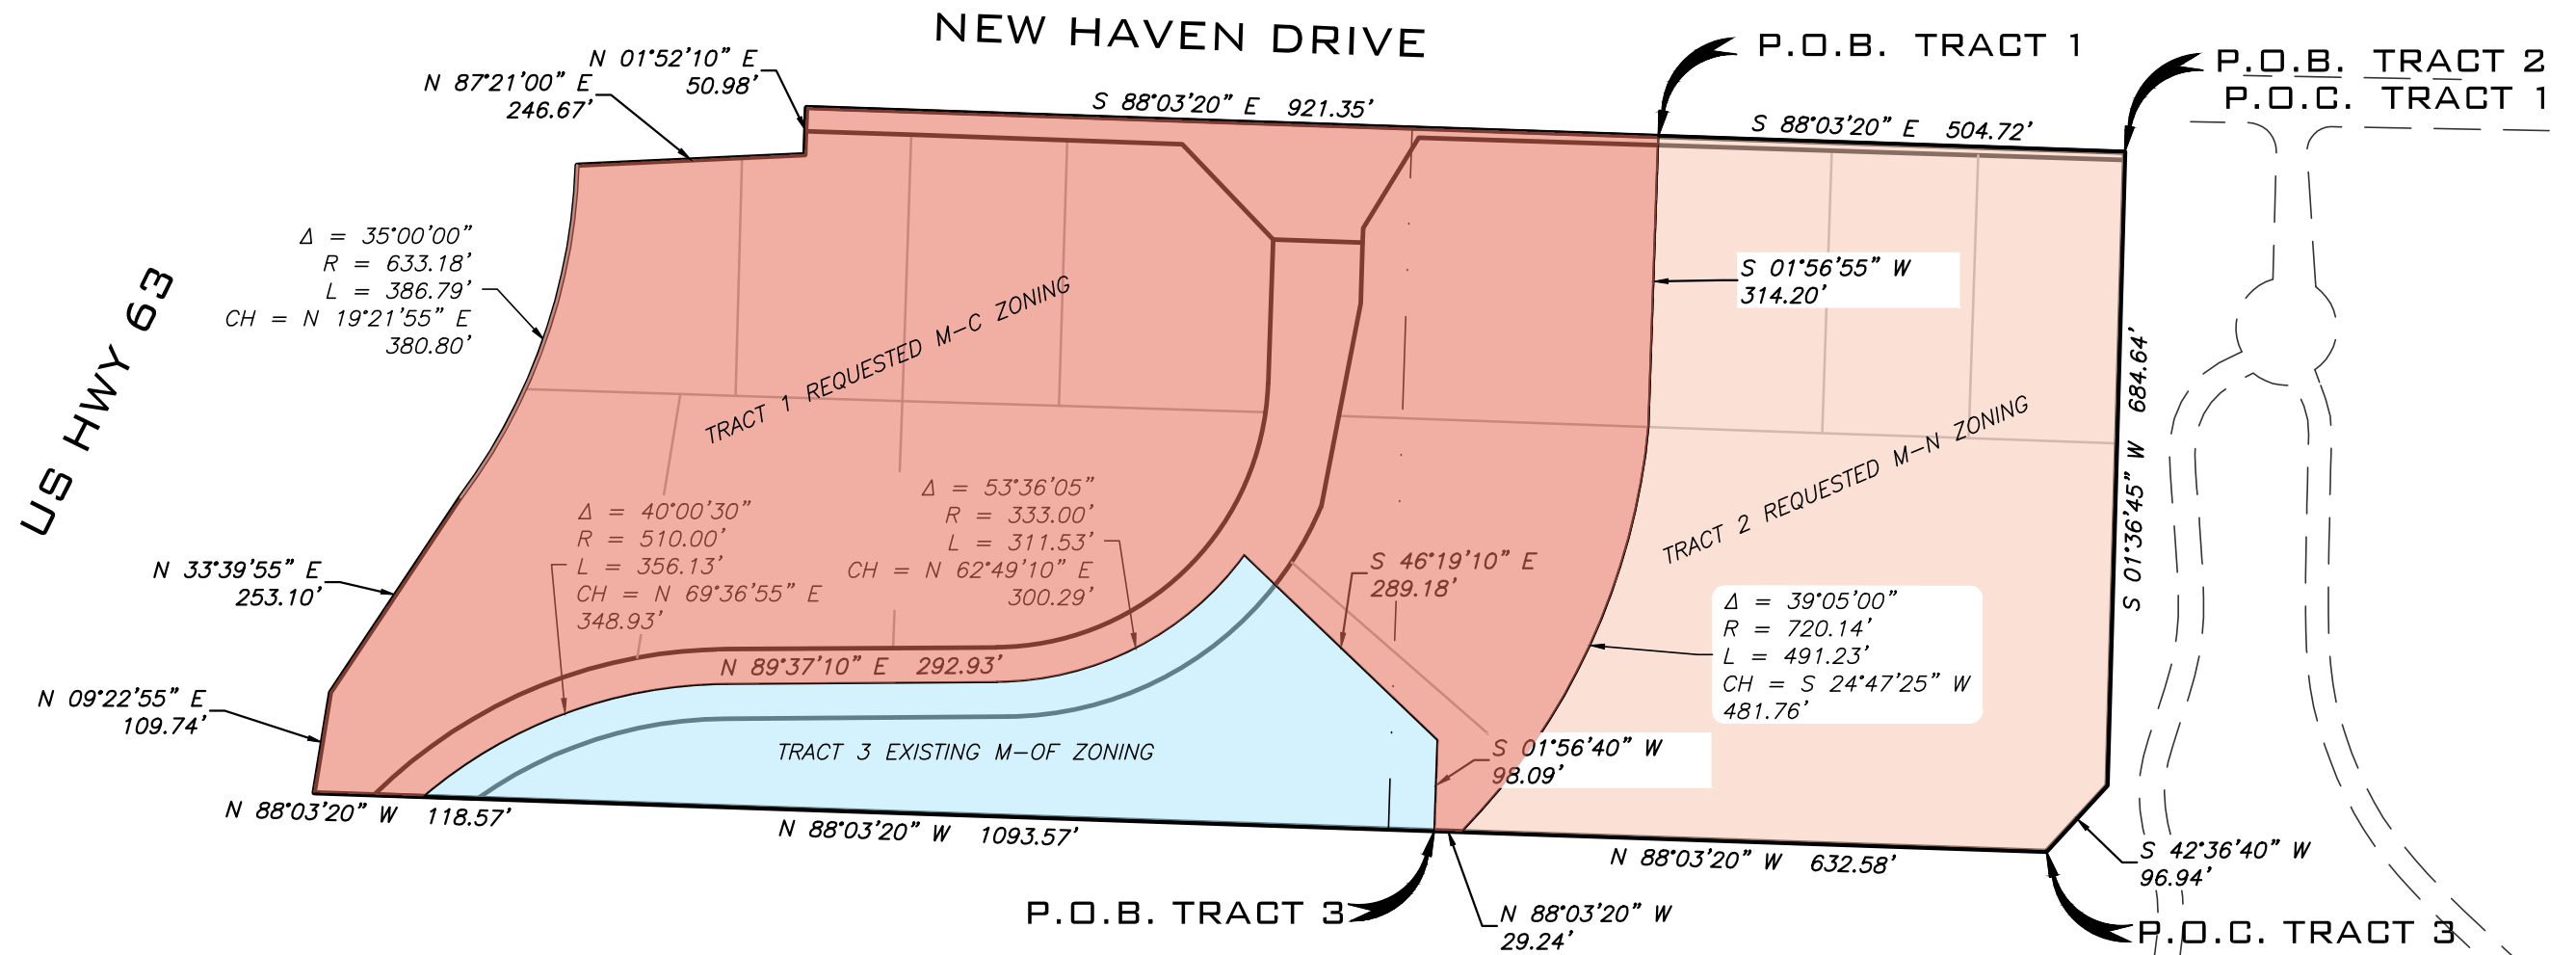 NEW HAVEN DRIVE
P.O.B. TRACT 1
P.O.B. TRACT 2
P.O.C. TRACT 1
N 01°52'10" E
50.98'
N 87°21'00" E
246.67'
S 88°03'20" E 921.35'
S 88°03'20" E 504.72'
Δ = 35°00'00"
R = 633.18'
L = 386.79'
CH = N 19°21'55" E
380.80'
US HWY 63
TRACT 1 REQUESTED M-C ZONING
S 01°56'55" W
314.20'
TRACT 2 REQUESTED M-N ZONING
S 01°36'45" W 684.64'
Δ = 40°00'30"
R = 510.00'
L = 356.13'
CH = N 69°36'55" E
348.93'
Δ = 53°36'05"
R = 333.00'
L = 311.53'
CH = N 62°49'10" E
300.29'
S 46°19'10" E
289.18'
N 33°39'55" E
253.10'
Δ = 39°05'00"
R = 720.14'
L = 491.23'
CH = S 24°47'25" W
481.76'
N 89°37'10" E 292.93'
N 09°22'55" E
109.74'
TRACT 3 EXISTING M-OF ZONING
S 01°56'40" W
98.09'
N 88°03'20" W 118.57'
N 88°03'20" W 1093.57'
N 88°03'20" W 632.58'
S 42°36'40" W
96.94'
P.O.B. TRACT 3
N 88°03'20" W
29.24'
P.O.C. TRACT 3